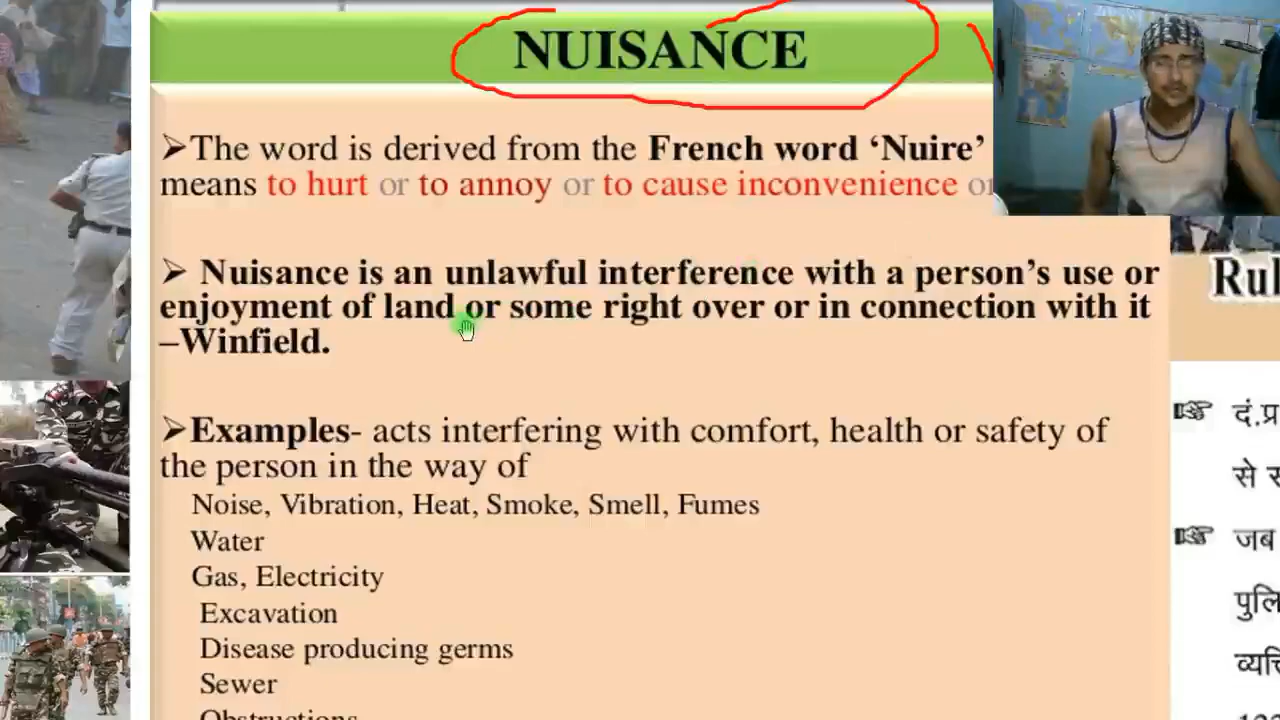 NUISANCE
➢The word is derived from the French word ‘Nuire’
means to hurt or to annoy or to cause inconvenience or
➢ Nuisance is an unlawful interference with a person’s use or
enjoyment of land or some right over or in connection with it
–Winfield.
➢Examples- acts interfering with comfort, health or safety of
the person in the way of
Noise, Vibration, Heat, Smoke, Smell, Fumes
Water
Gas, Electricity
Excavation
Disease producing germs
Sewer
Obstructions
Rul
दं.प्र
से स
जब
पुलि
व्यक्ति